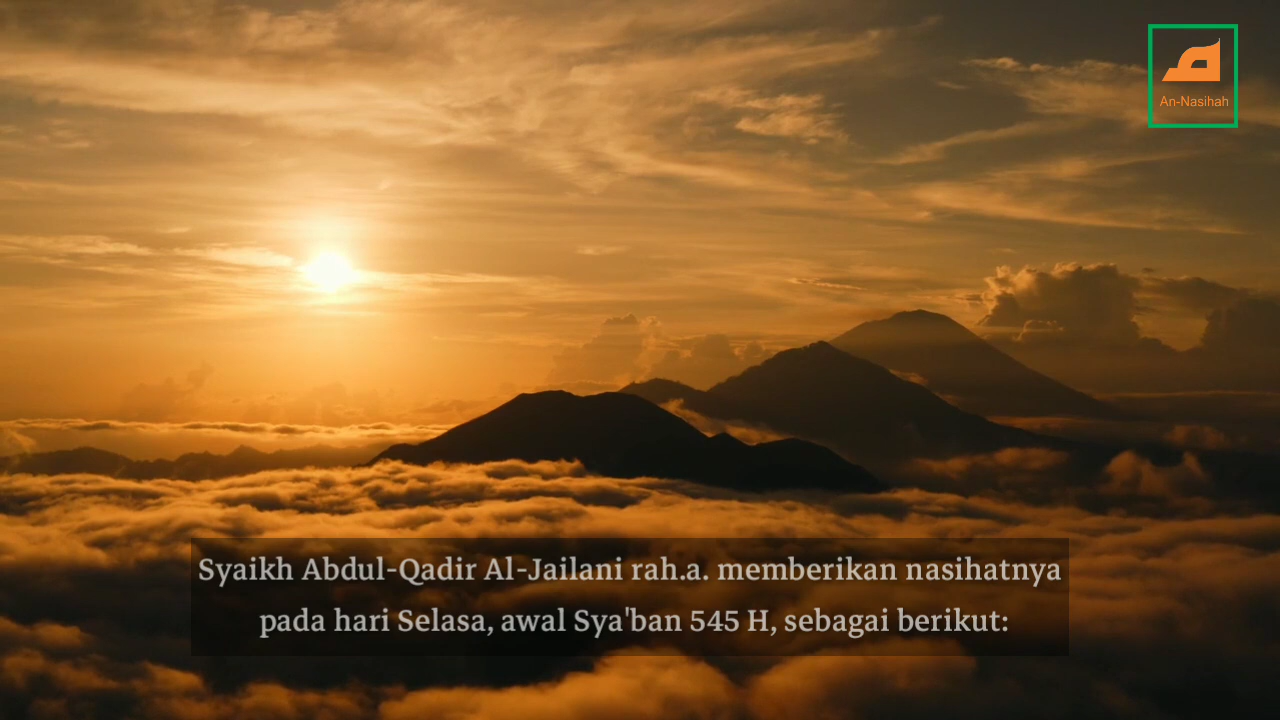 An-Nasihah
Syaikh Abdul-Qadir Al-Jailani rah.a. memberikan nasihatnya
pada hari Selasa, awal Sya'ban 545 H, sebagai berikut: